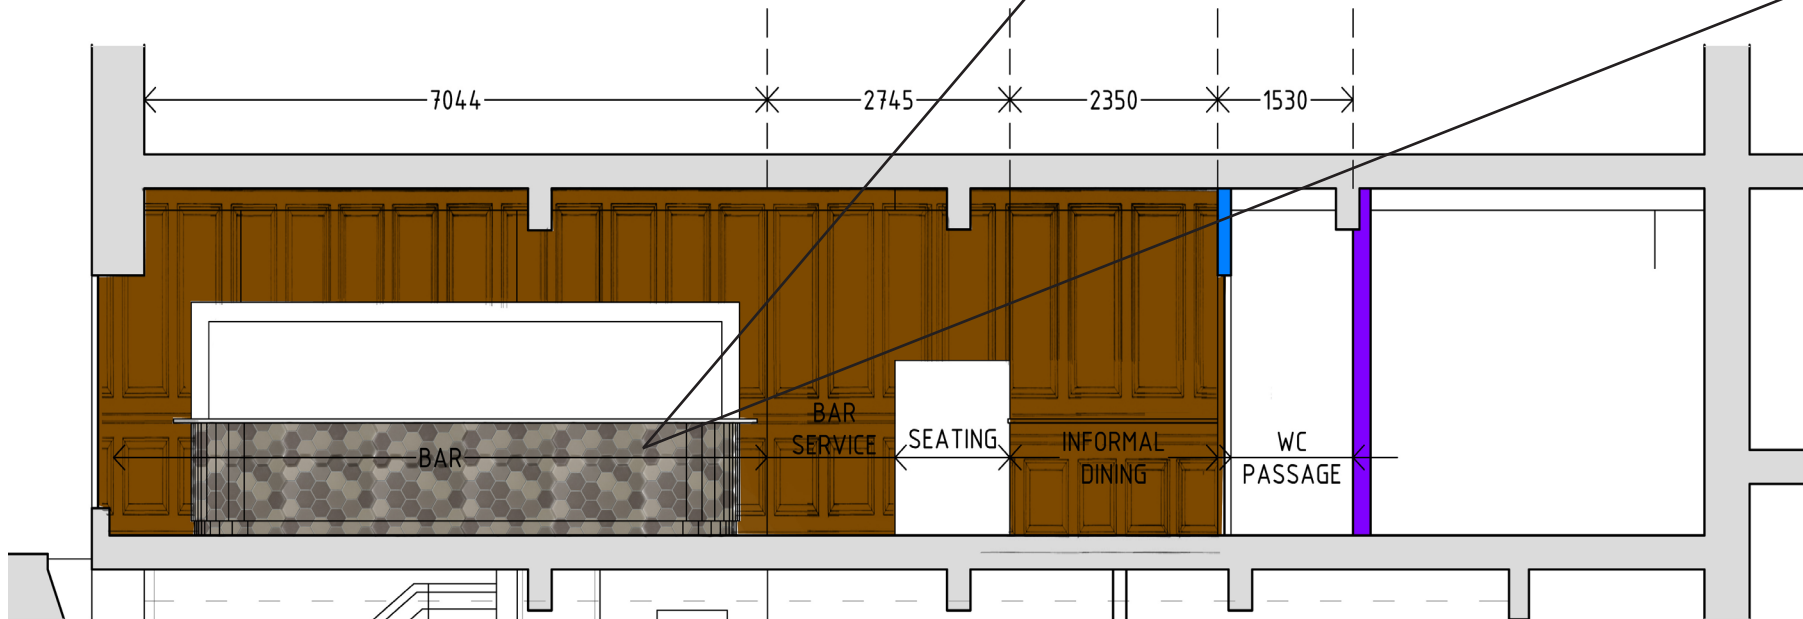 7044
2745
2350
1530
BAR
BAR
SERVICE
SEATING
INFORMAL
DINING
WC
PASSAGE